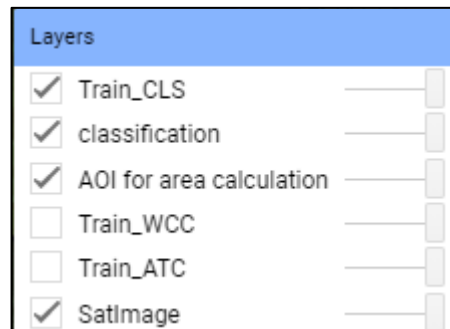 Layers
Train_CLS
classification
AOI for area calculation
Train_WCC
Train_ATC
SatImage